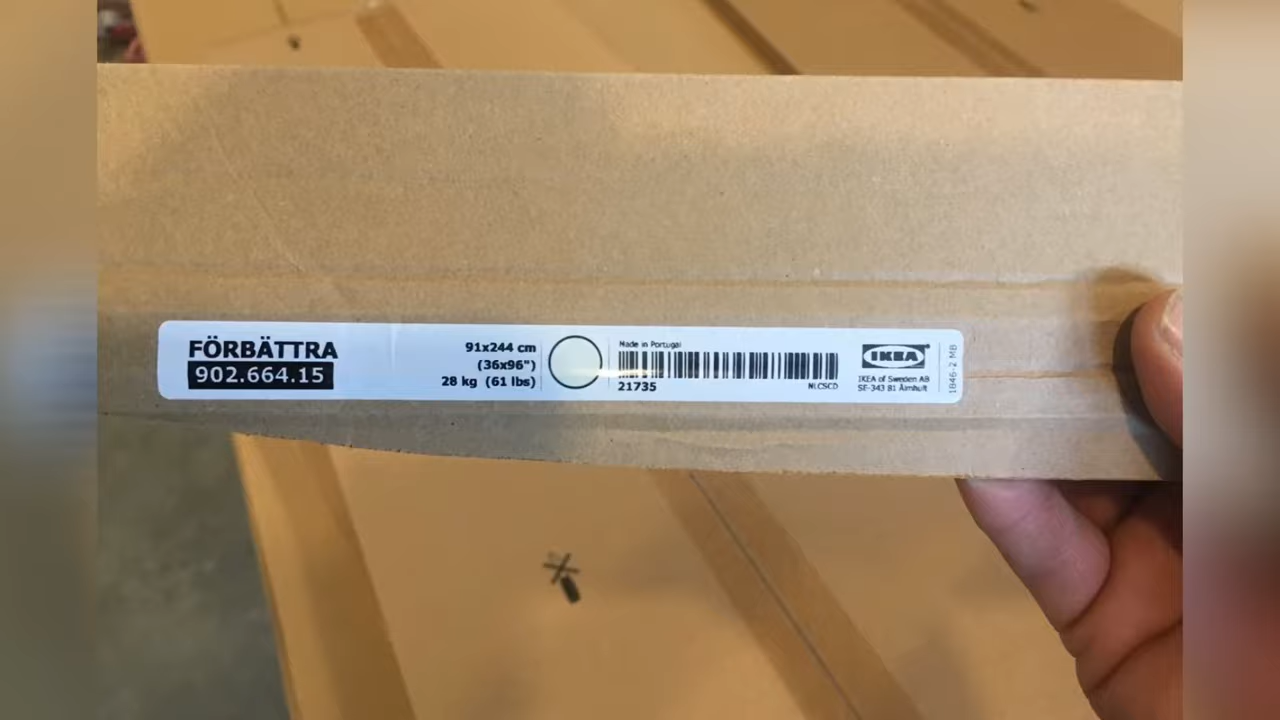 FÖRBÄTTRA
902.664.15
91x244 cm
(36x96")
28 kg (61 lbs)
Made in Portugal
21735
NLCSCD
IKEA®
IKEA of Sweden AB
SE-343 81 Älmhult
1846-2 MB